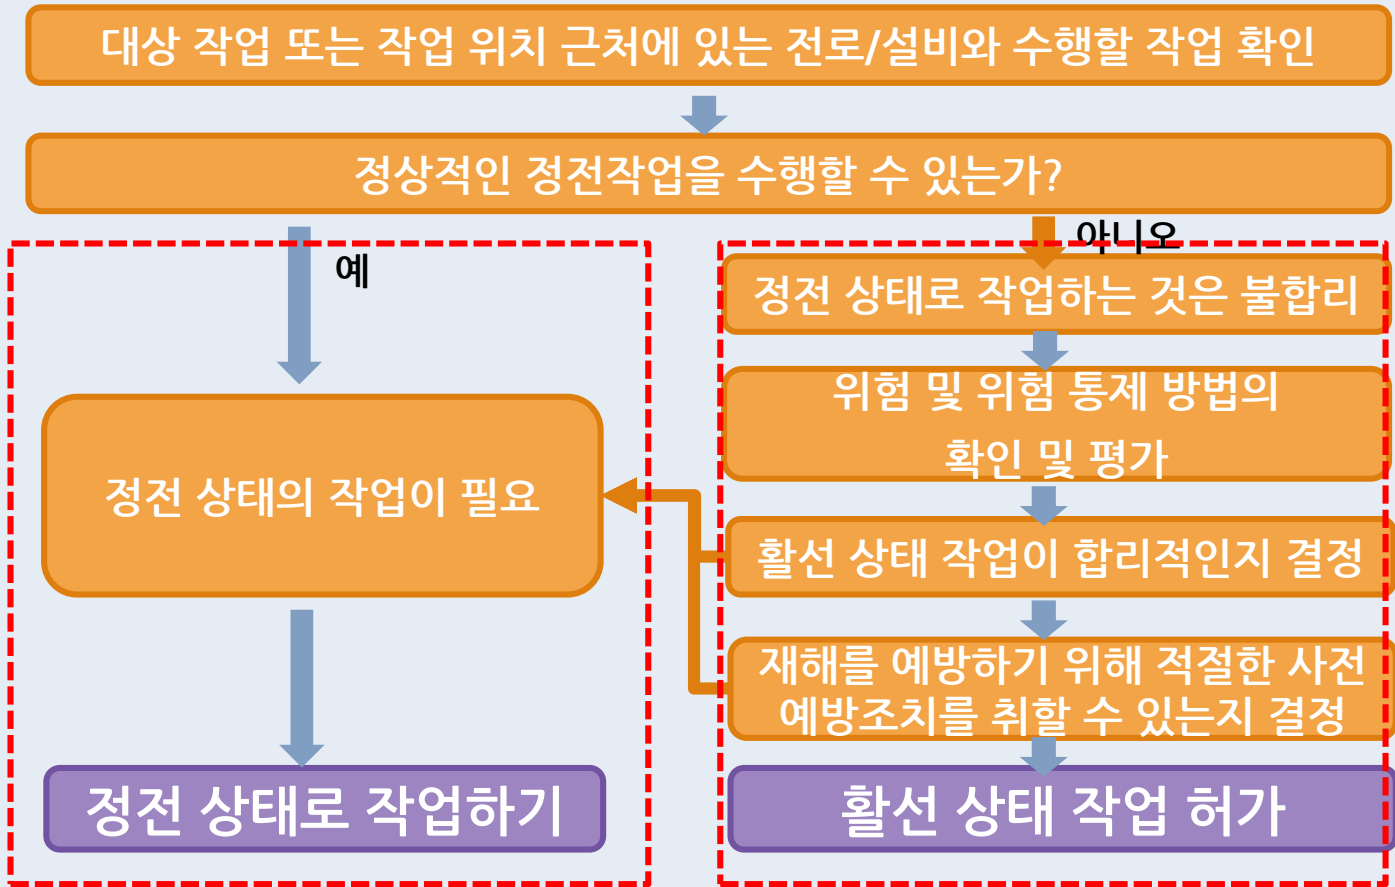 대상 작업 또는 작업 위치 근처에 있는 전로/설비와 수행할 작업 확인
정상적인 정전작업을 수행할 수 있는가?
예
아니오
정전 상태로 작업하는 것은 불합리
위험 및 위험 통제 방법의
확인 및 평가
정전 상태의 작업이 필요
활선 상태 작업이 합리적인지 결정
재해를 예방하기 위해 적절한 사전
예방조치를 취할 수 있는지 결정
정전 상태로 작업하기
활선 상태 작업 허가